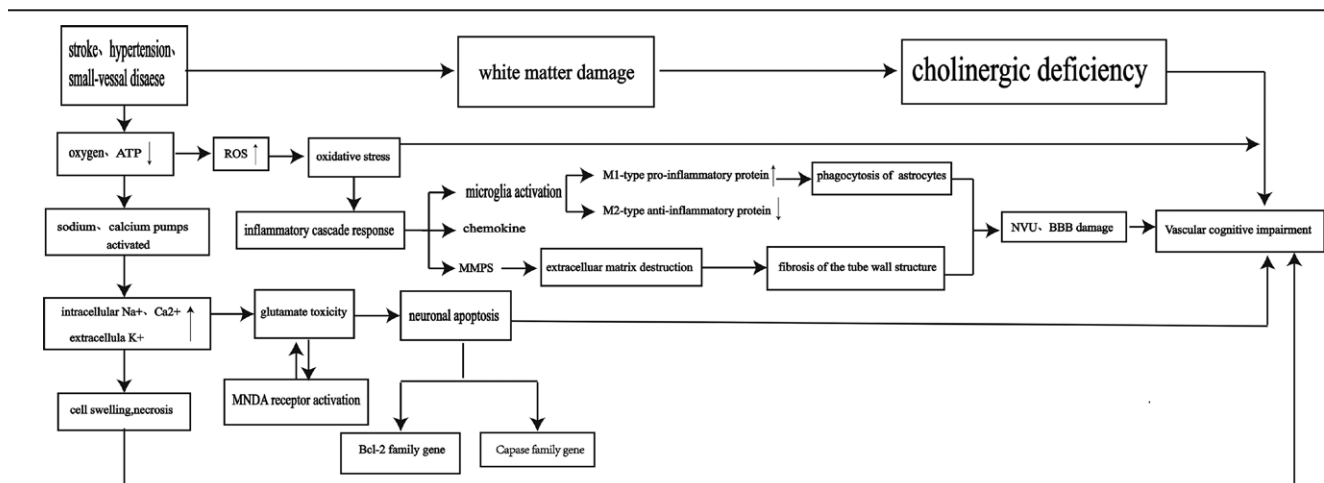 stroke、hypertension、
small-vessal disaese
white matter damage
cholinergic deficiency
oxygen、ATP ↓
ROS ↑
oxidative stress
M1-type pro-inflammatory protein ↑
phagocytosis of astrocytes
microglia activation
M2-type anti-inflammatory protein ↓
sodium、calcium pumps
activated
inflammatory cascade response
chemokine
NVU、BBB damage
Vascular cognitive impairment
MMPS
extracelluar matrix destruction
fibrosis of the tube wall structure
intracellular Na+、Ca2+ ↑
extracellula K+
glutamate toxicity
neuronal apoptosis
MNDA receptor activation
cell swelling,necrosis
Bcl-2 family gene
Capase family gene